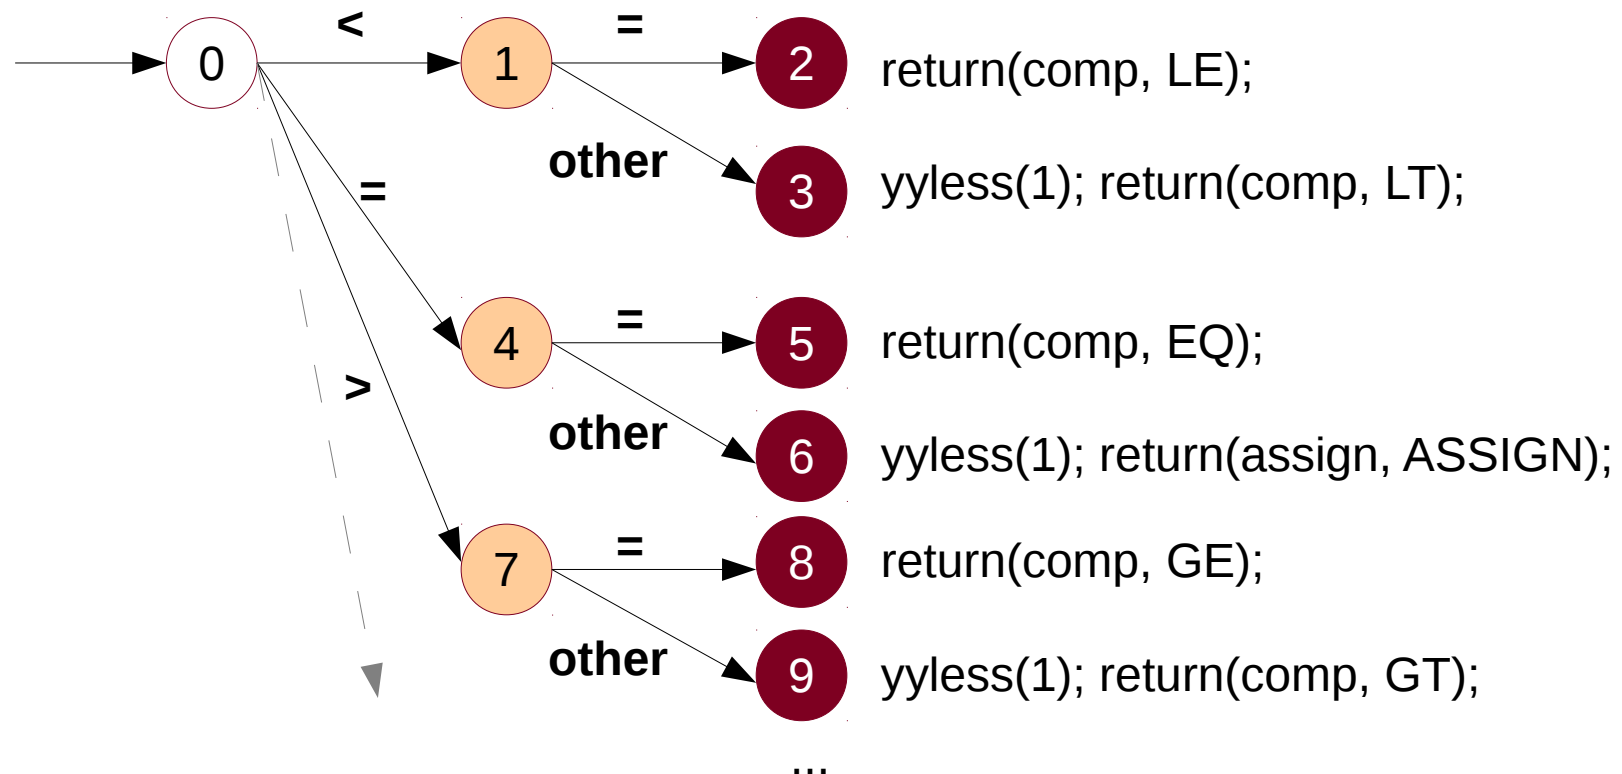 < =
0 1 2 return(comp, LE);
other
3 yyless(1); return(comp, LT);
=
=
4 5 return(comp, EQ);
>
other
6 yyless(1); return(assign, ASSIGN);
=
7 8 return(comp, GE);
other
9 yyless(1); return(comp, GT);
...